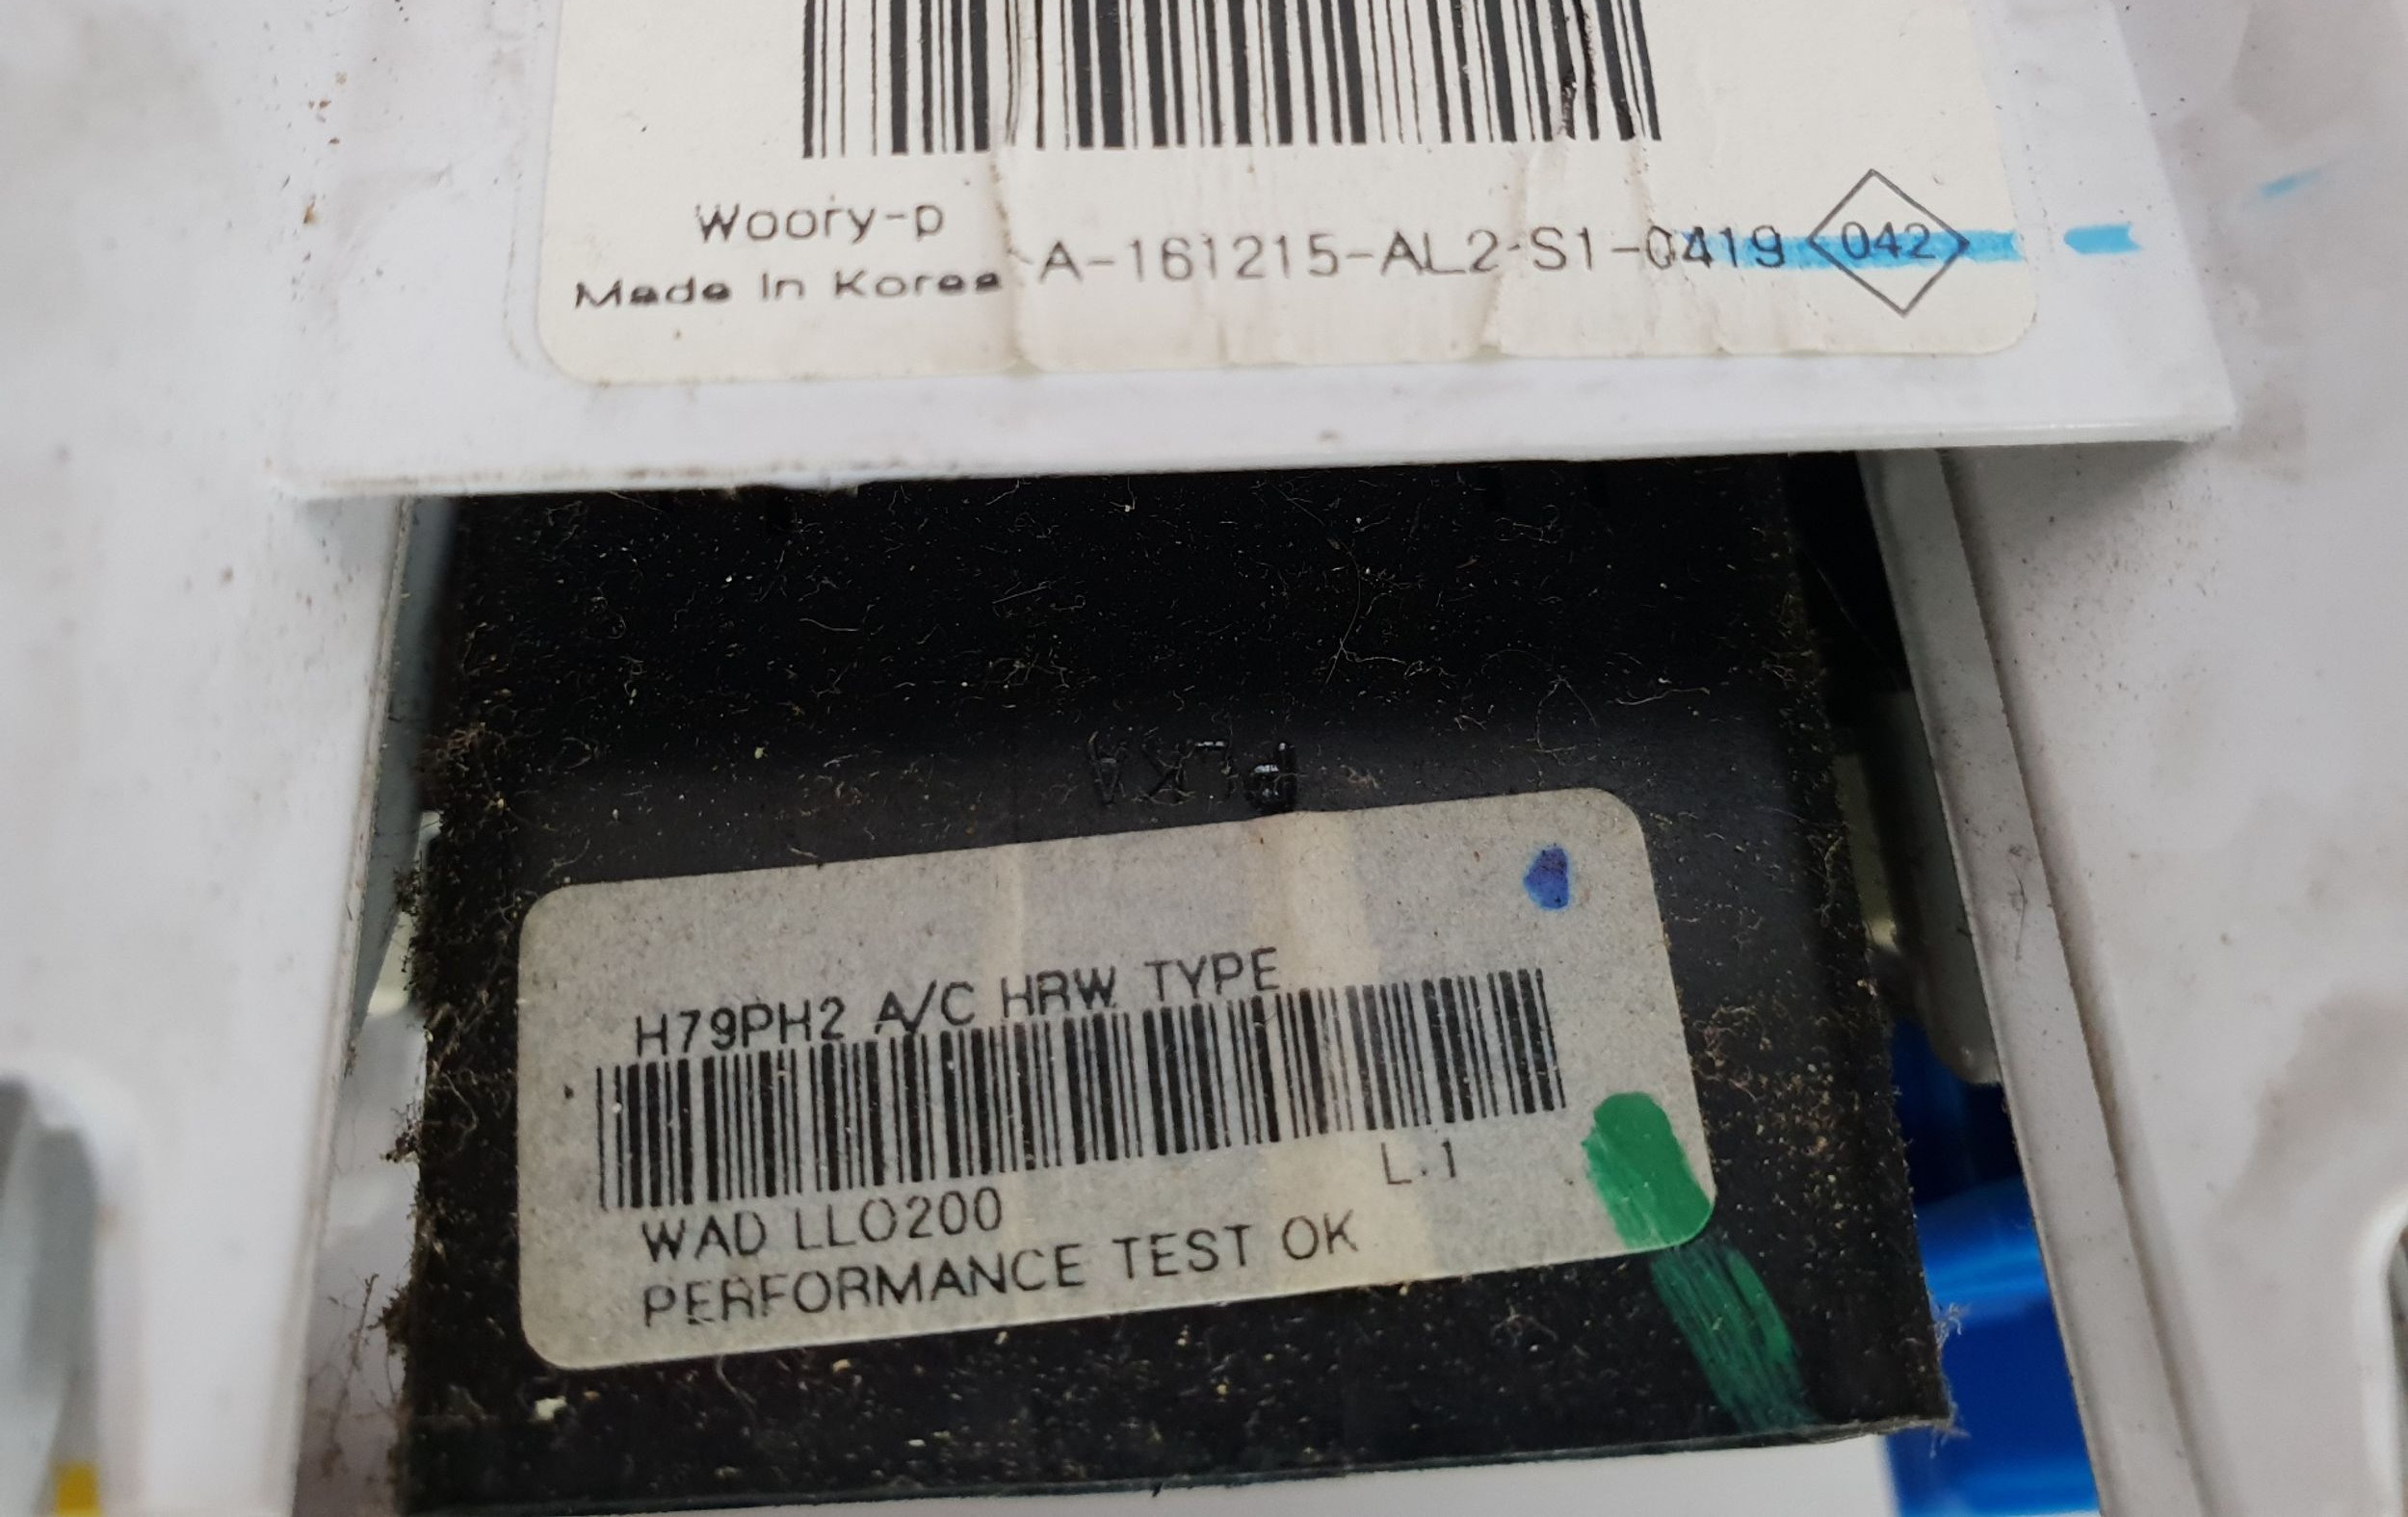 Woory-p
Made In Korea
A-161215-AL2-S1-0419 042
H79PH2 A/C HRW TYPE
L.1
WAD LL0200
PERFORMANCE TEST OK